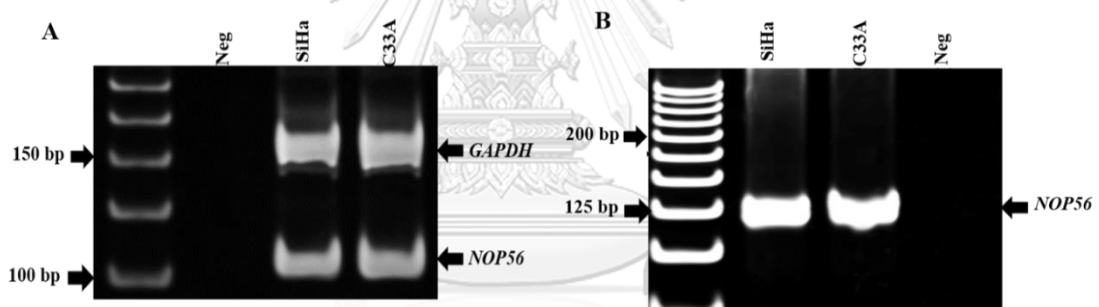 A
Neg
SiHa
C33A
150 bp
GAPDH
NOP56
100 bp
B
SiHa
C33A
Neg
200 bp
125 bp
NOP56